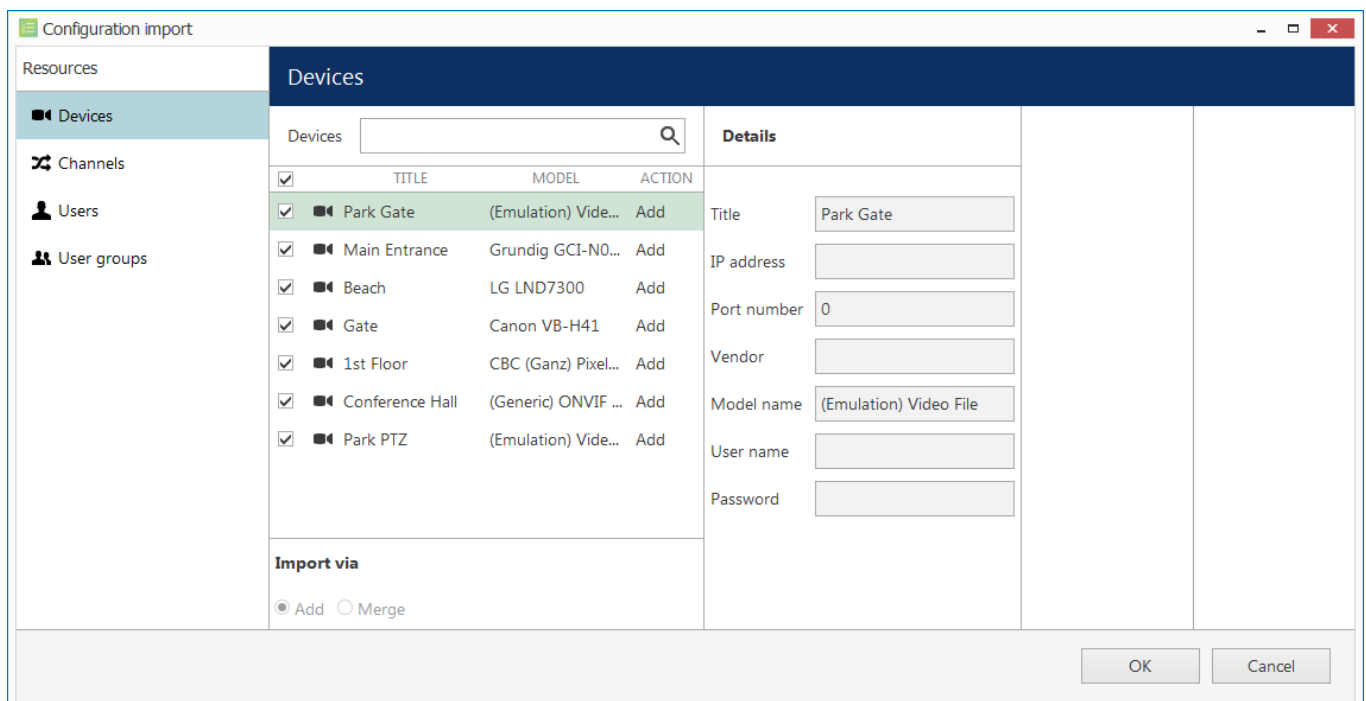 Configuration import
Resources
Devices
Channels
Users
User groups
Devices
Devices
TITLE MODEL ACTION
Park Gate (Emulation) Vide... Add
Main Entrance Grundig GCI-N0... Add
Beach LG LND7300 Add
Gate Canon VB-H41 Add
1st Floor CBC (Ganz) Pixel... Add
Conference Hall (Generic) ONVIF ... Add
Park PTZ (Emulation) Vide... Add
Import via
Add Merge
Details
Title Park Gate
IP address
Port number 0
Vendor
Model name (Emulation) Video File
User name
Password
OK Cancel